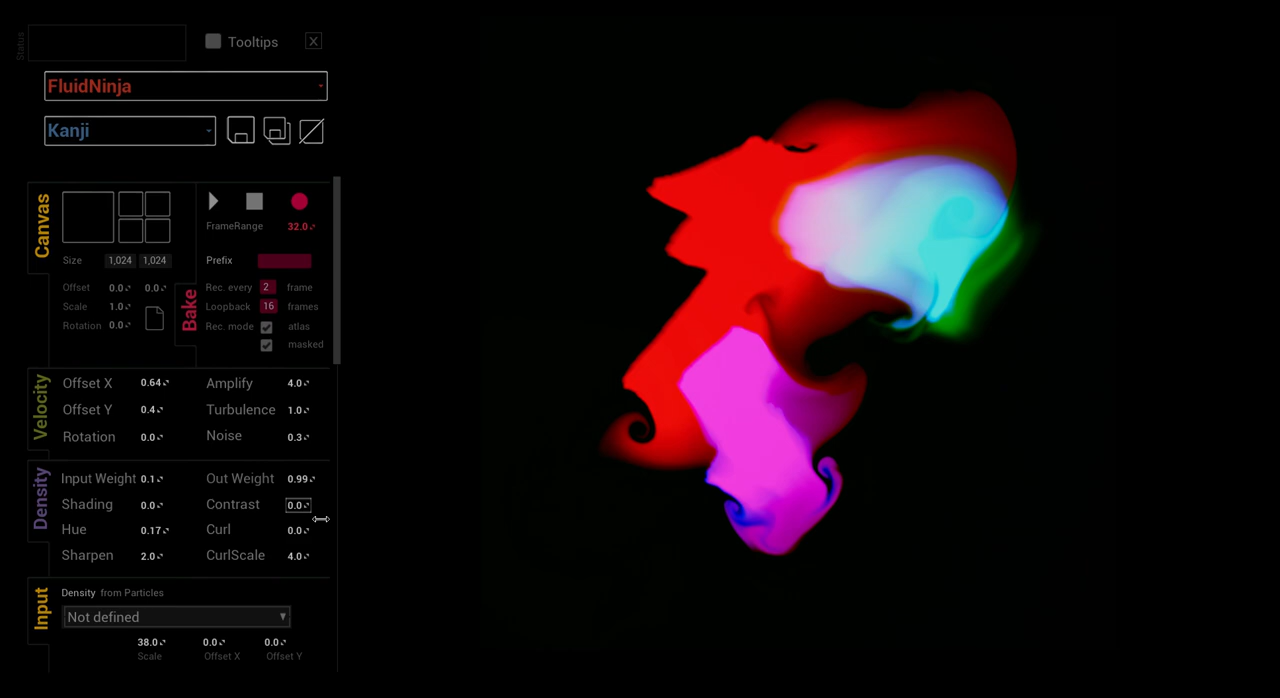 Status
Tooltips X
FluidNinja
Kanji
Canvas
FrameRange 32.0
Size 1,024 1,024
Prefix
Offset 0.0 0.0
Scale 1.0
Rotation 0.0
Bake
Rec. every 2 frame
Loopback 16 frames
Rec. mode atlas
masked
Velocity
Offset X 0.64 Amplify 4.0
Offset Y 0.4 Turbulence 1.0
Rotation 0.0 Noise 0.3
Density
Input Weight 0.1 Out Weight 0.99
Shading 0.0 Contrast 0.0
Hue 0.17 Curl 0.0
Sharpen 2.0 CurlScale 4.0
Input
Density from Particles
Not defined
38.0 0.0 0.0
Scale Offset X Offset Y